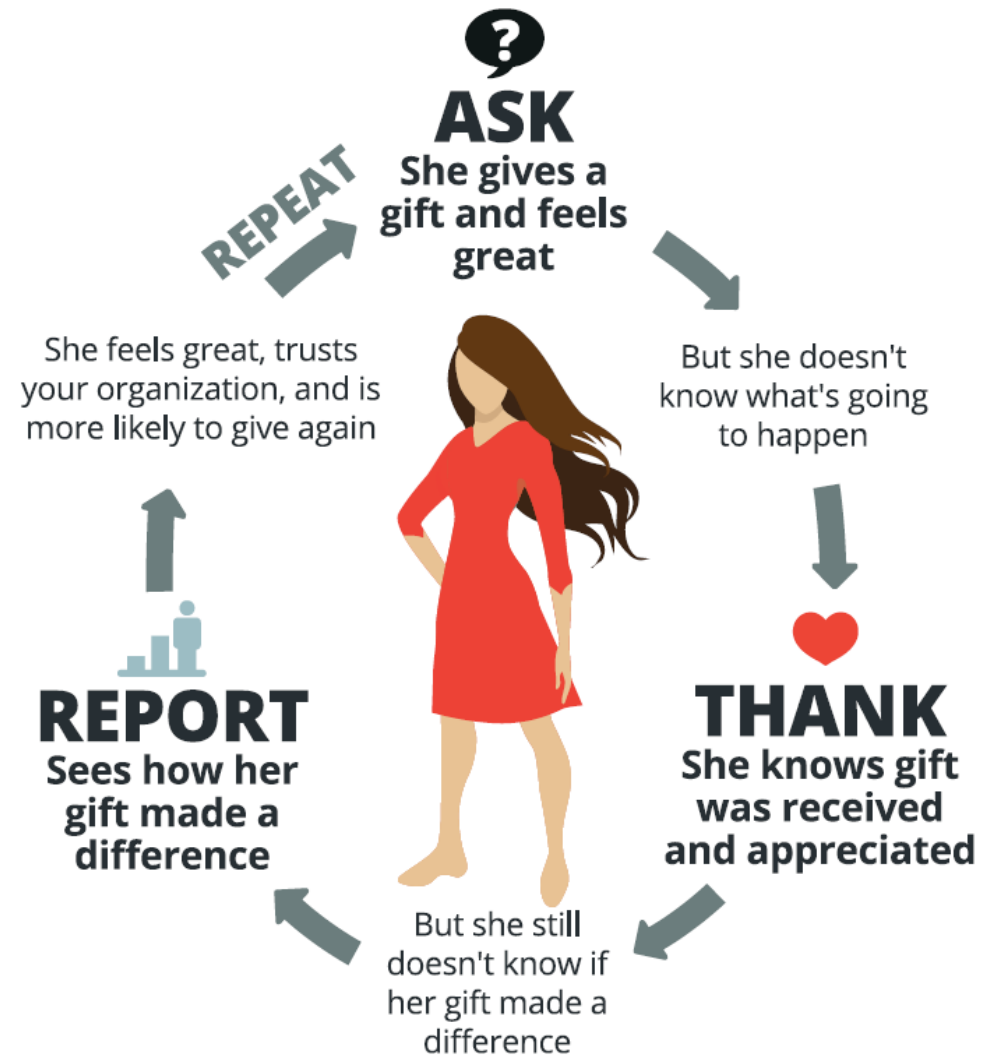 ?
ASK
She gives a
gift and feels
great
But she doesn't
know what's going
to happen
THANK
She knows gift
was received
and appreciated
But she still
doesn't know if
her gift made a
difference
REPORT
Sees how her
gift made a
difference
She feels great, trusts
your organization, and is
more likely to give again
REPEAT